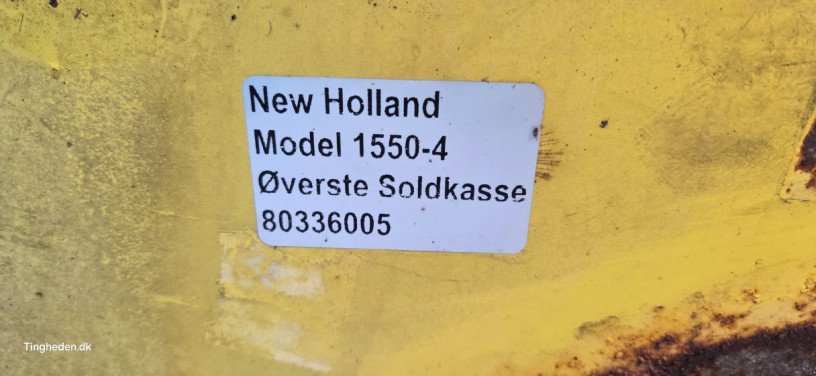 New Holland
Model 1550-4
Øverste Soldkasse
80336005
Tingheden.dk